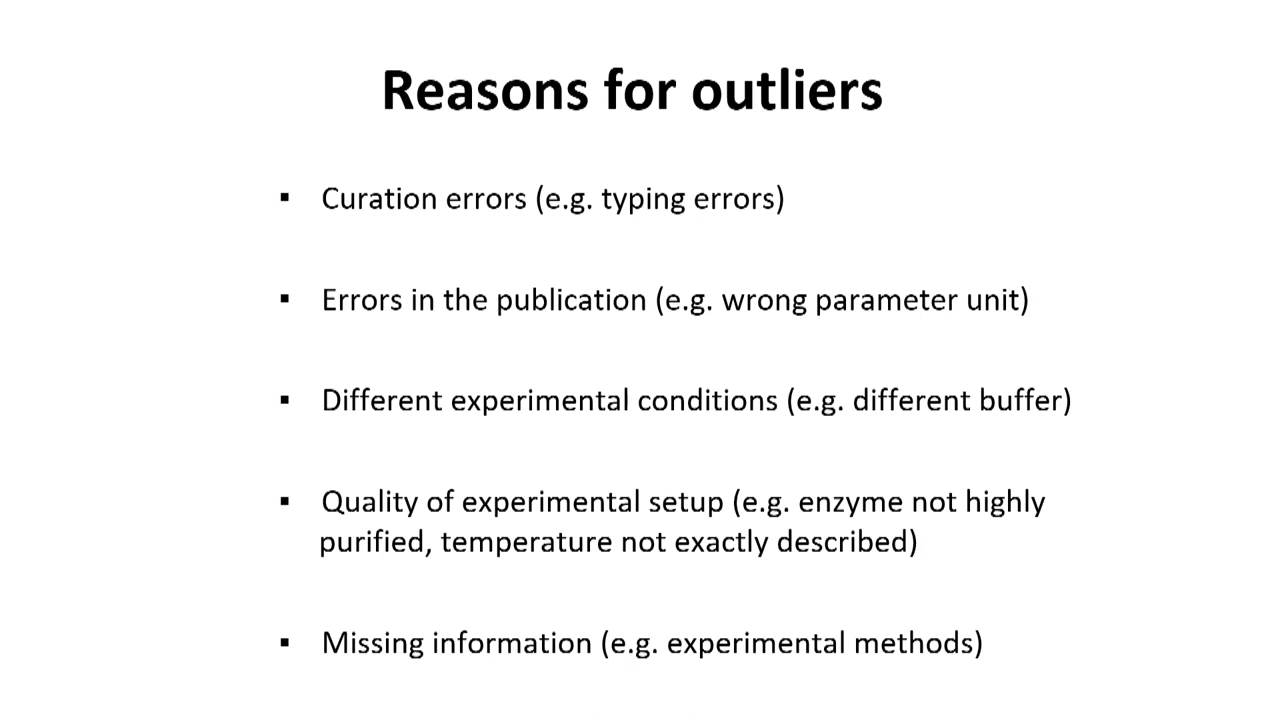 Reasons for outliers
▪ Curation errors (e.g. typing errors)
▪ Errors in the publication (e.g. wrong parameter unit)
▪ Different experimental conditions (e.g. different buffer)
▪ Quality of experimental setup (e.g. enzyme not highly
purified, temperature not exactly described)
▪ Missing information (e.g. experimental methods)